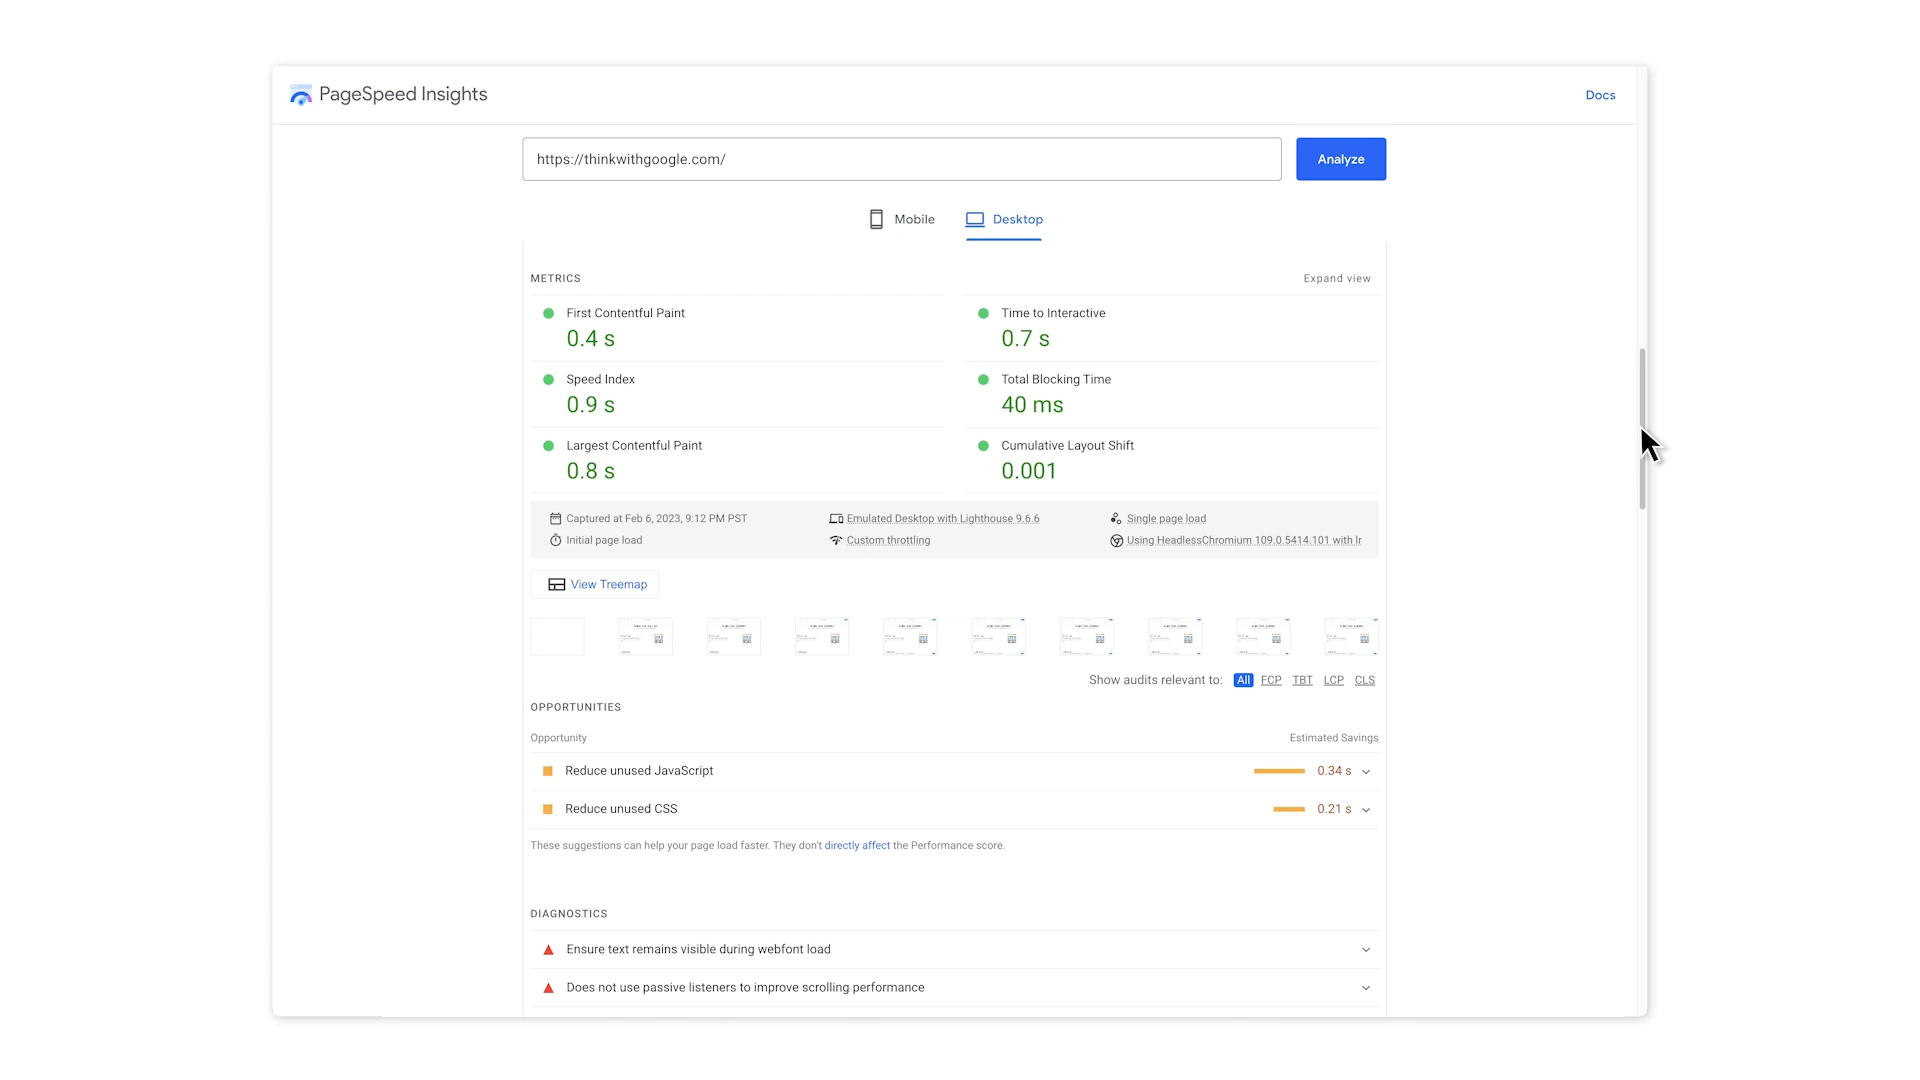 PageSpeed Insights
Docs
https://thinkwithgoogle.com/
Analyze
Mobile
Desktop
METRICS
Expand view
First Contentful Paint
0.4 s
Time to Interactive
0.7 s
Speed Index
0.9 s
Total Blocking Time
40 ms
Largest Contentful Paint
0.8 s
Cumulative Layout Shift
0.001
Captured at Feb 6, 2023, 9:12 PM PST
Emulated Desktop with Lighthouse 9.6.6
Single page load
Initial page load
Custom throttling
Using HeadlessChromium 109.0.5414.101 with lr
View Treemap
Show audits relevant to: All FCP TBT LCP CLS
OPPORTUNITIES
Opportunity
Estimated Savings
Reduce unused JavaScript
0.34 s
Reduce unused CSS
0.21 s
These suggestions can help your page load faster. They don't directly affect the Performance score.
DIAGNOSTICS
Ensure text remains visible during webfont load
Does not use passive listeners to improve scrolling performance